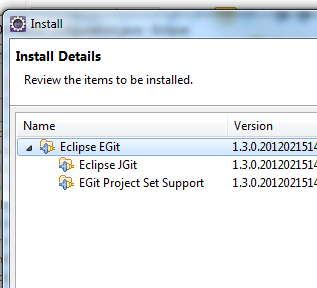 Install
Install Details
Review the items to be installed.
Name Version
Eclipse EGit 1.3.0.2012021514
Eclipse JGit 1.3.0.2012021514
EGit Project Set Support 1.3.0.2012021514